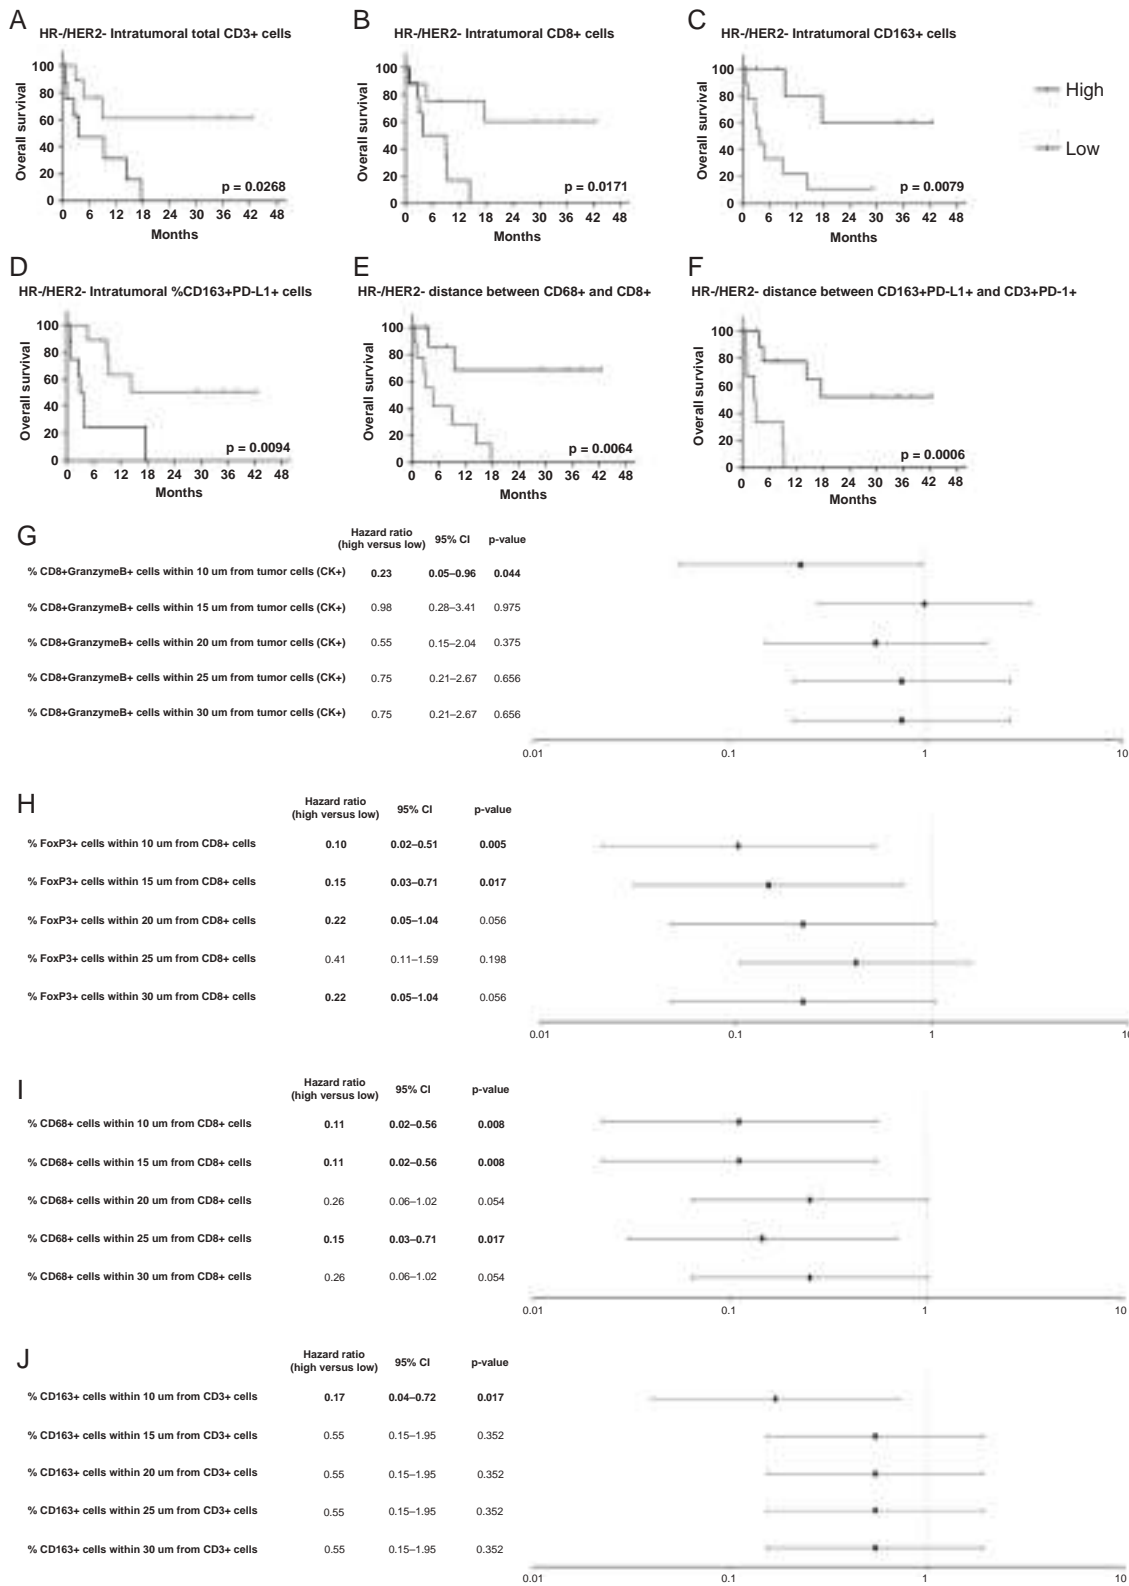 A
HR-/HER2- Intratumoral total CD3+ cells
Overall survival
100
80
60
40
20
0
p = 0.0268
0 6 12 18 24 30 36 42 48
Months
B
HR-/HER2- Intratumoral CD8+ cells
Overall survival
100
80
60
40
20
0
p = 0.0171
0 6 12 18 24 30 36 42 48
Months
C
HR-/HER2- Intratumoral CD163+ cells
Overall survival
100
80
60
40
20
0
p = 0.0079
0 6 12 18 24 30 36 42 48
Months
High
Low
D
HR-/HER2- Intratumoral %CD163+PD-L1+ cells
Overall survival
100
80
60
40
20
0
p = 0.0094
0 6 12 18 24 30 36 42 48
Months
E
HR-/HER2- distance between CD68+ and CD8+
Overall survival
100
80
60
40
20
0
p = 0.0064
0 6 12 18 24 30 36 42 48
Months
F
HR-/HER2- distance between CD163+PD-L1+ and CD3+PD-1+
Overall survival
100
80
60
40
20
0
p = 0.0006
0 6 12 18 24 30 36 42 48
Months
G
Hazard ratio
(high versus low) 95% CI p-value
% CD8+GranzymeB+ cells within 10 um from tumor cells (CK+) 0.23 0.05–0.96 0.044
% CD8+GranzymeB+ cells within 15 um from tumor cells (CK+) 0.98 0.28–3.41 0.975
% CD8+GranzymeB+ cells within 20 um from tumor cells (CK+) 0.55 0.15–2.04 0.375
% CD8+GranzymeB+ cells within 25 um from tumor cells (CK+) 0.75 0.21–2.67 0.656
% CD8+GranzymeB+ cells within 30 um from tumor cells (CK+) 0.75 0.21–2.67 0.656
0.01 0.1 1 10
H
Hazard ratio
(high versus low) 95% CI p-value
% FoxP3+ cells within 10 um from CD8+ cells 0.10 0.02–0.51 0.005
% FoxP3+ cells within 15 um from CD8+ cells 0.15 0.03–0.71 0.017
% FoxP3+ cells within 20 um from CD8+ cells 0.22 0.05–1.04 0.056
% FoxP3+ cells within 25 um from CD8+ cells 0.41 0.11–1.59 0.198
% FoxP3+ cells within 30 um from CD8+ cells 0.22 0.05–1.04 0.056
0.01 0.1 1 10
I
Hazard ratio
(high versus low) 95% CI p-value
% CD68+ cells within 10 um from CD8+ cells 0.11 0.02–0.56 0.008
% CD68+ cells within 15 um from CD8+ cells 0.11 0.02–0.56 0.008
% CD68+ cells within 20 um from CD8+ cells 0.26 0.06–1.02 0.054
% CD68+ cells within 25 um from CD8+ cells 0.15 0.03–0.71 0.017
% CD68+ cells within 30 um from CD8+ cells 0.26 0.06–1.02 0.054
0.01 0.1 1 10
J
Hazard ratio
(high versus low) 95% CI p-value
% CD163+ cells within 10 um from CD3+ cells 0.17 0.04–0.72 0.017
% CD163+ cells within 15 um from CD3+ cells 0.55 0.15–1.95 0.352
% CD163+ cells within 20 um from CD3+ cells 0.55 0.15–1.95 0.352
% CD163+ cells within 25 um from CD3+ cells 0.55 0.15–1.95 0.352
% CD163+ cells within 30 um from CD3+ cells 0.55 0.15–1.95 0.352
0.01 0.1 1 10